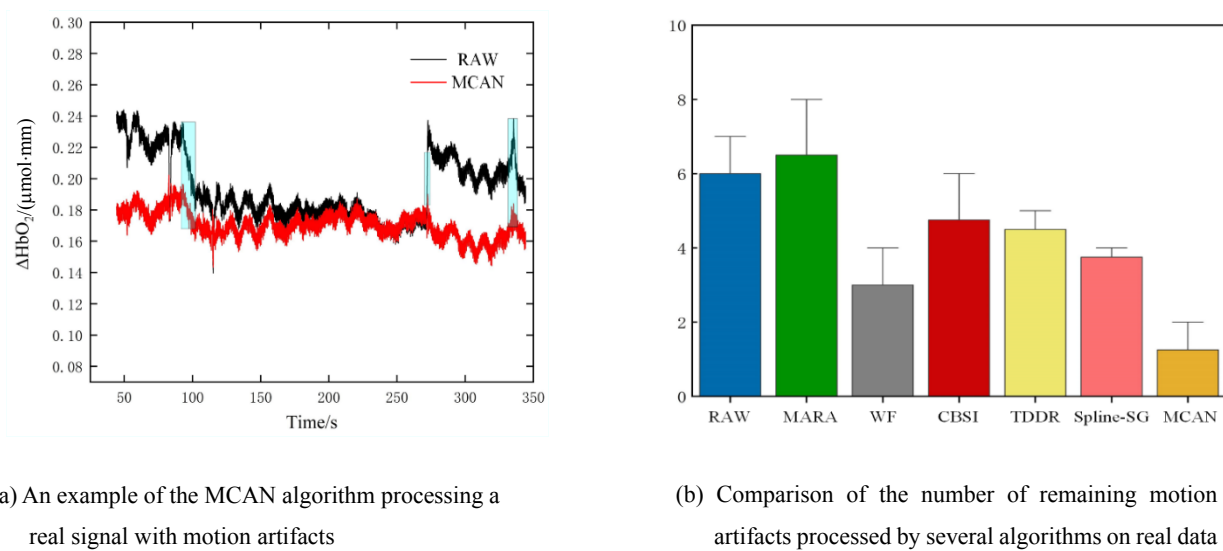 0. 30
0. 28
0. 26
0. 24
0. 22
0. 20
0. 18
0. 16
0. 14
0. 12
0. 10
0. 08
ΔHbO₂/(μmol·mm)
RAW
MCAN
50 100 150 200 250 300 350
Time/s
10
8
6
4
2
0
RAW MARA WF CBSI TDDR Spline-SG MCAN
a) An example of the MCAN algorithm processing a
real signal with motion artifacts
(b) Comparison of the number of remaining motion
artifacts processed by several algorithms on real data